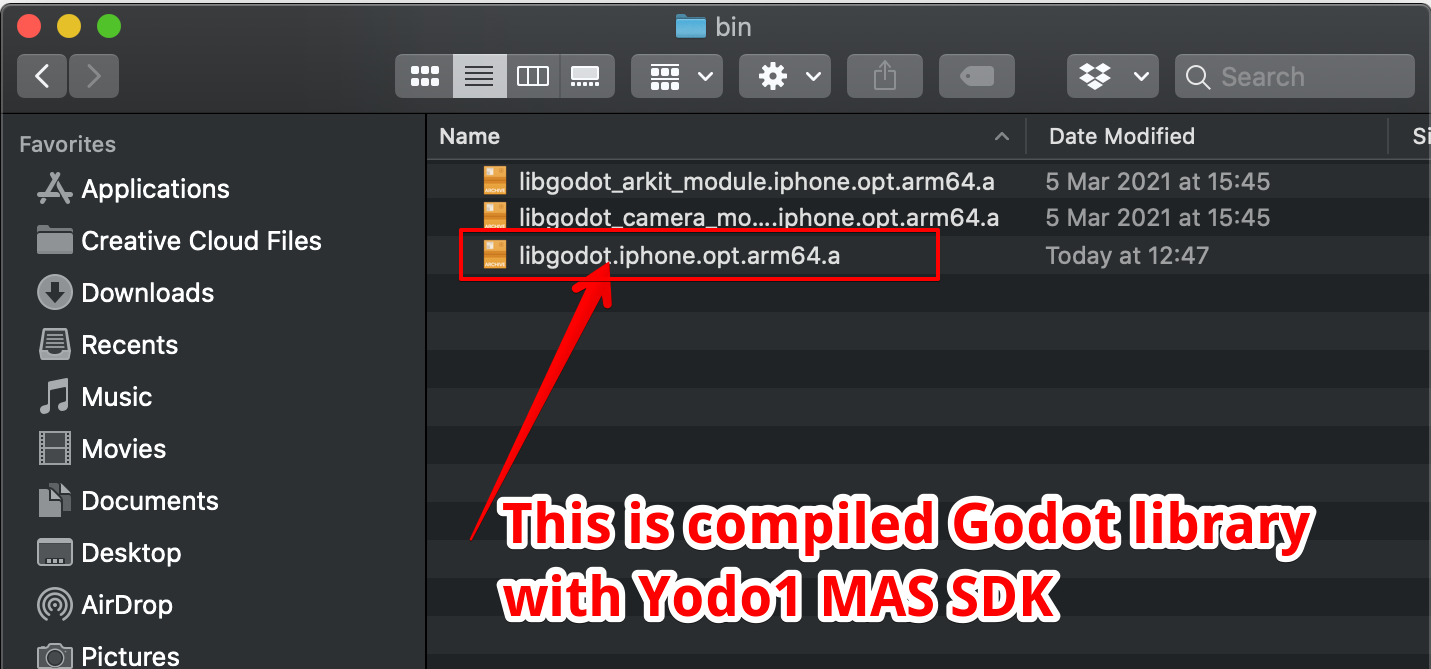 bin
Search
Favorites
Applications
Creative Cloud Files
Downloads
Recents
Music
Movies
Documents
Desktop
AirDrop
Pictures
Name Date Modified Si
libgodot_arkit_module.iphone.opt.arm64.a 5 Mar 2021 at 15:45
libgodot_camera_mo....iphone.opt.arm64.a 5 Mar 2021 at 15:45
libgodot.iphone.opt.arm64.a Today at 12:47
This is compiled Godot library
with Yodo1 MAS SDK